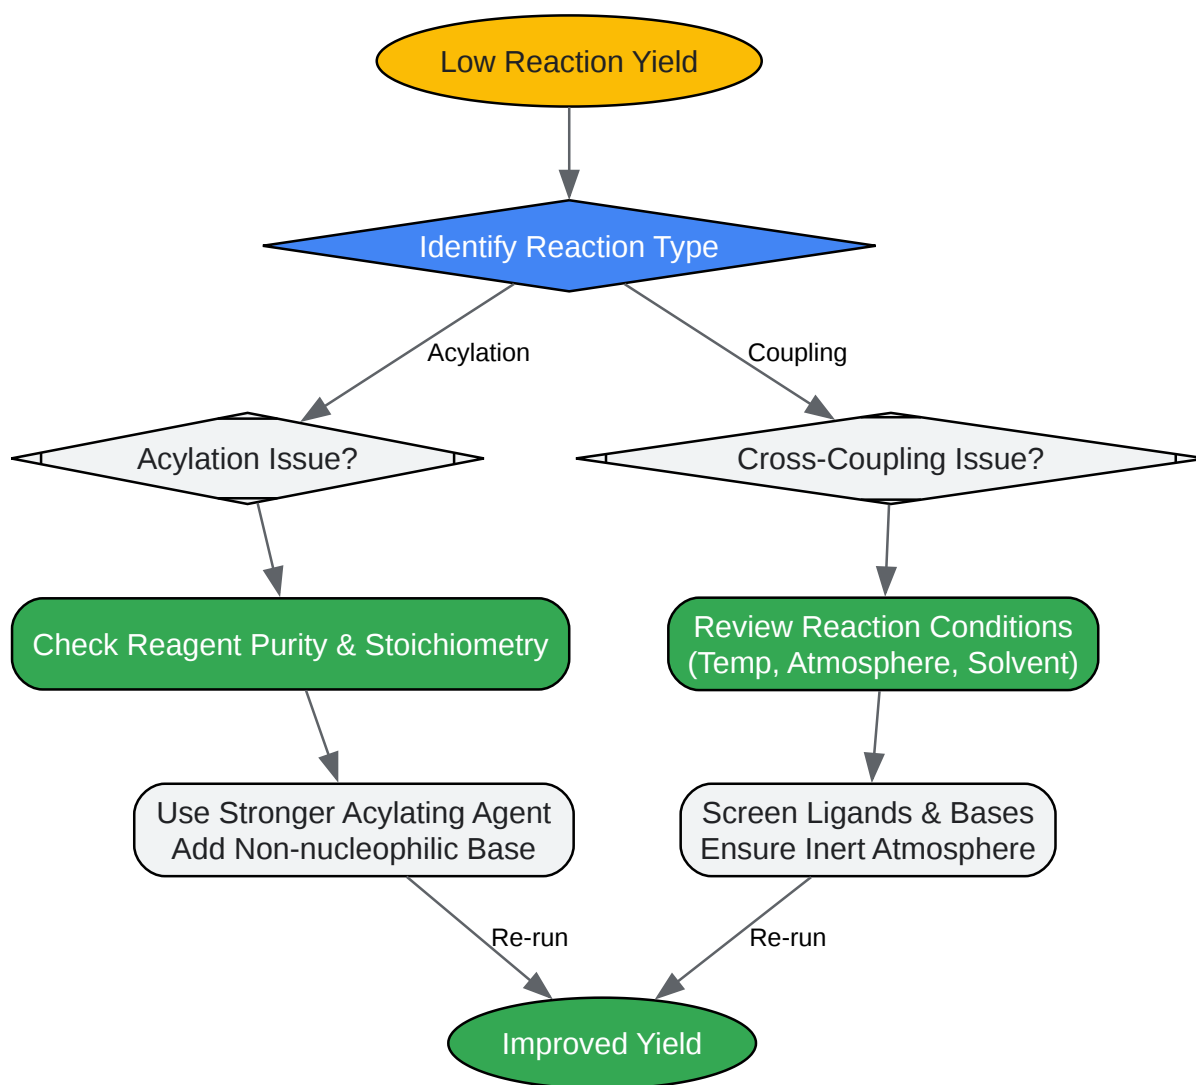 Low Reaction Yield
Identify Reaction Type
Acylation
Coupling
Acylation Issue?
Cross-Coupling Issue?
Check Reagent Purity & Stoichiometry
Review Reaction Conditions
(Temp, Atmosphere, Solvent)
Use Stronger Acylating Agent
Add Non-nucleophilic Base
Screen Ligands & Bases
Ensure Inert Atmosphere
Re-run
Re-run
Improved Yield